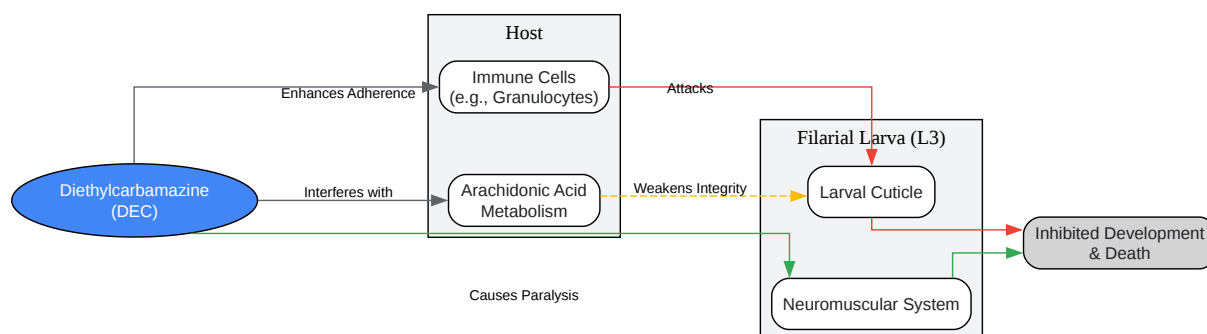 Host
Immune Cells
(e.g., Granulocytes)
Enhances Adherence
Attacks
Filarial Larva (L3)
Diethylcarbamazine
(DEC)
Interferes with
Arachidonic Acid
Metabolism
Weakens Integrity
Larval Cuticle
Inhibited Development
& Death
Causes Paralysis
Neuromuscular System